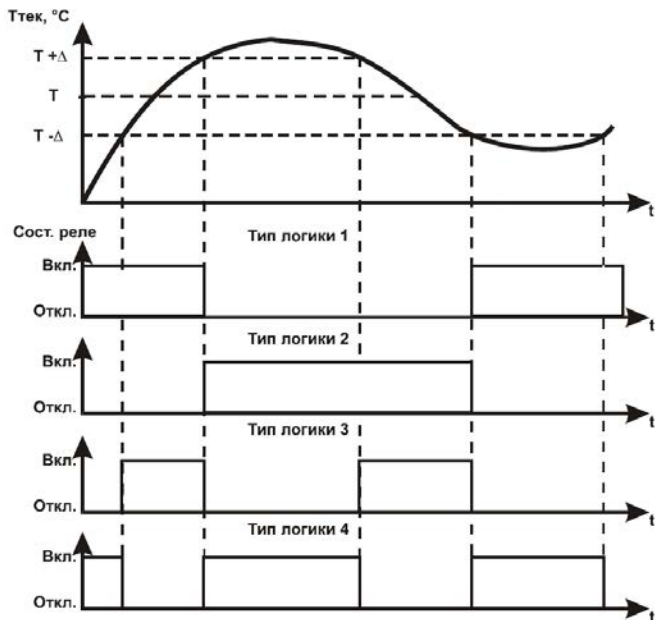 Ттек, °С
Т +Δ
Т
Т -Δ
t
Сост. реле
Тип логики 1
Вкл.
Откл.
t
Тип логики 2
Вкл.
Откл.
t
Тип логики 3
Вкл.
Откл.
t
Тип логики 4
Вкл.
Откл.
t